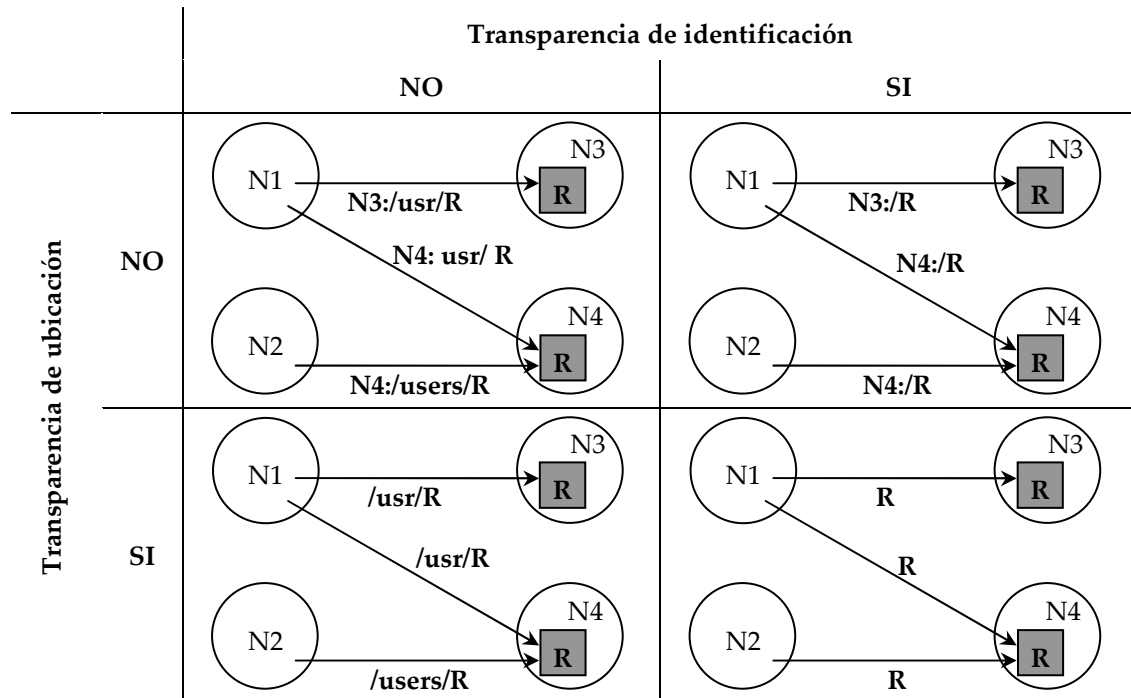 Transparencia de identificación
NO
SI
Transparencia de ubicación
NO
N1
N3
R
N3:/usr/R
N4: usr/ R
N2
N4
R
N4:/users/R
N1
N3
R
N3:/R
N4:/R
N2
N4
R
N4:/R
SI
N1
N3
R
/usr/R
/usr/R
N2
N4
R
/users/R
N1
N3
R
R
R
N2
N4
R
R